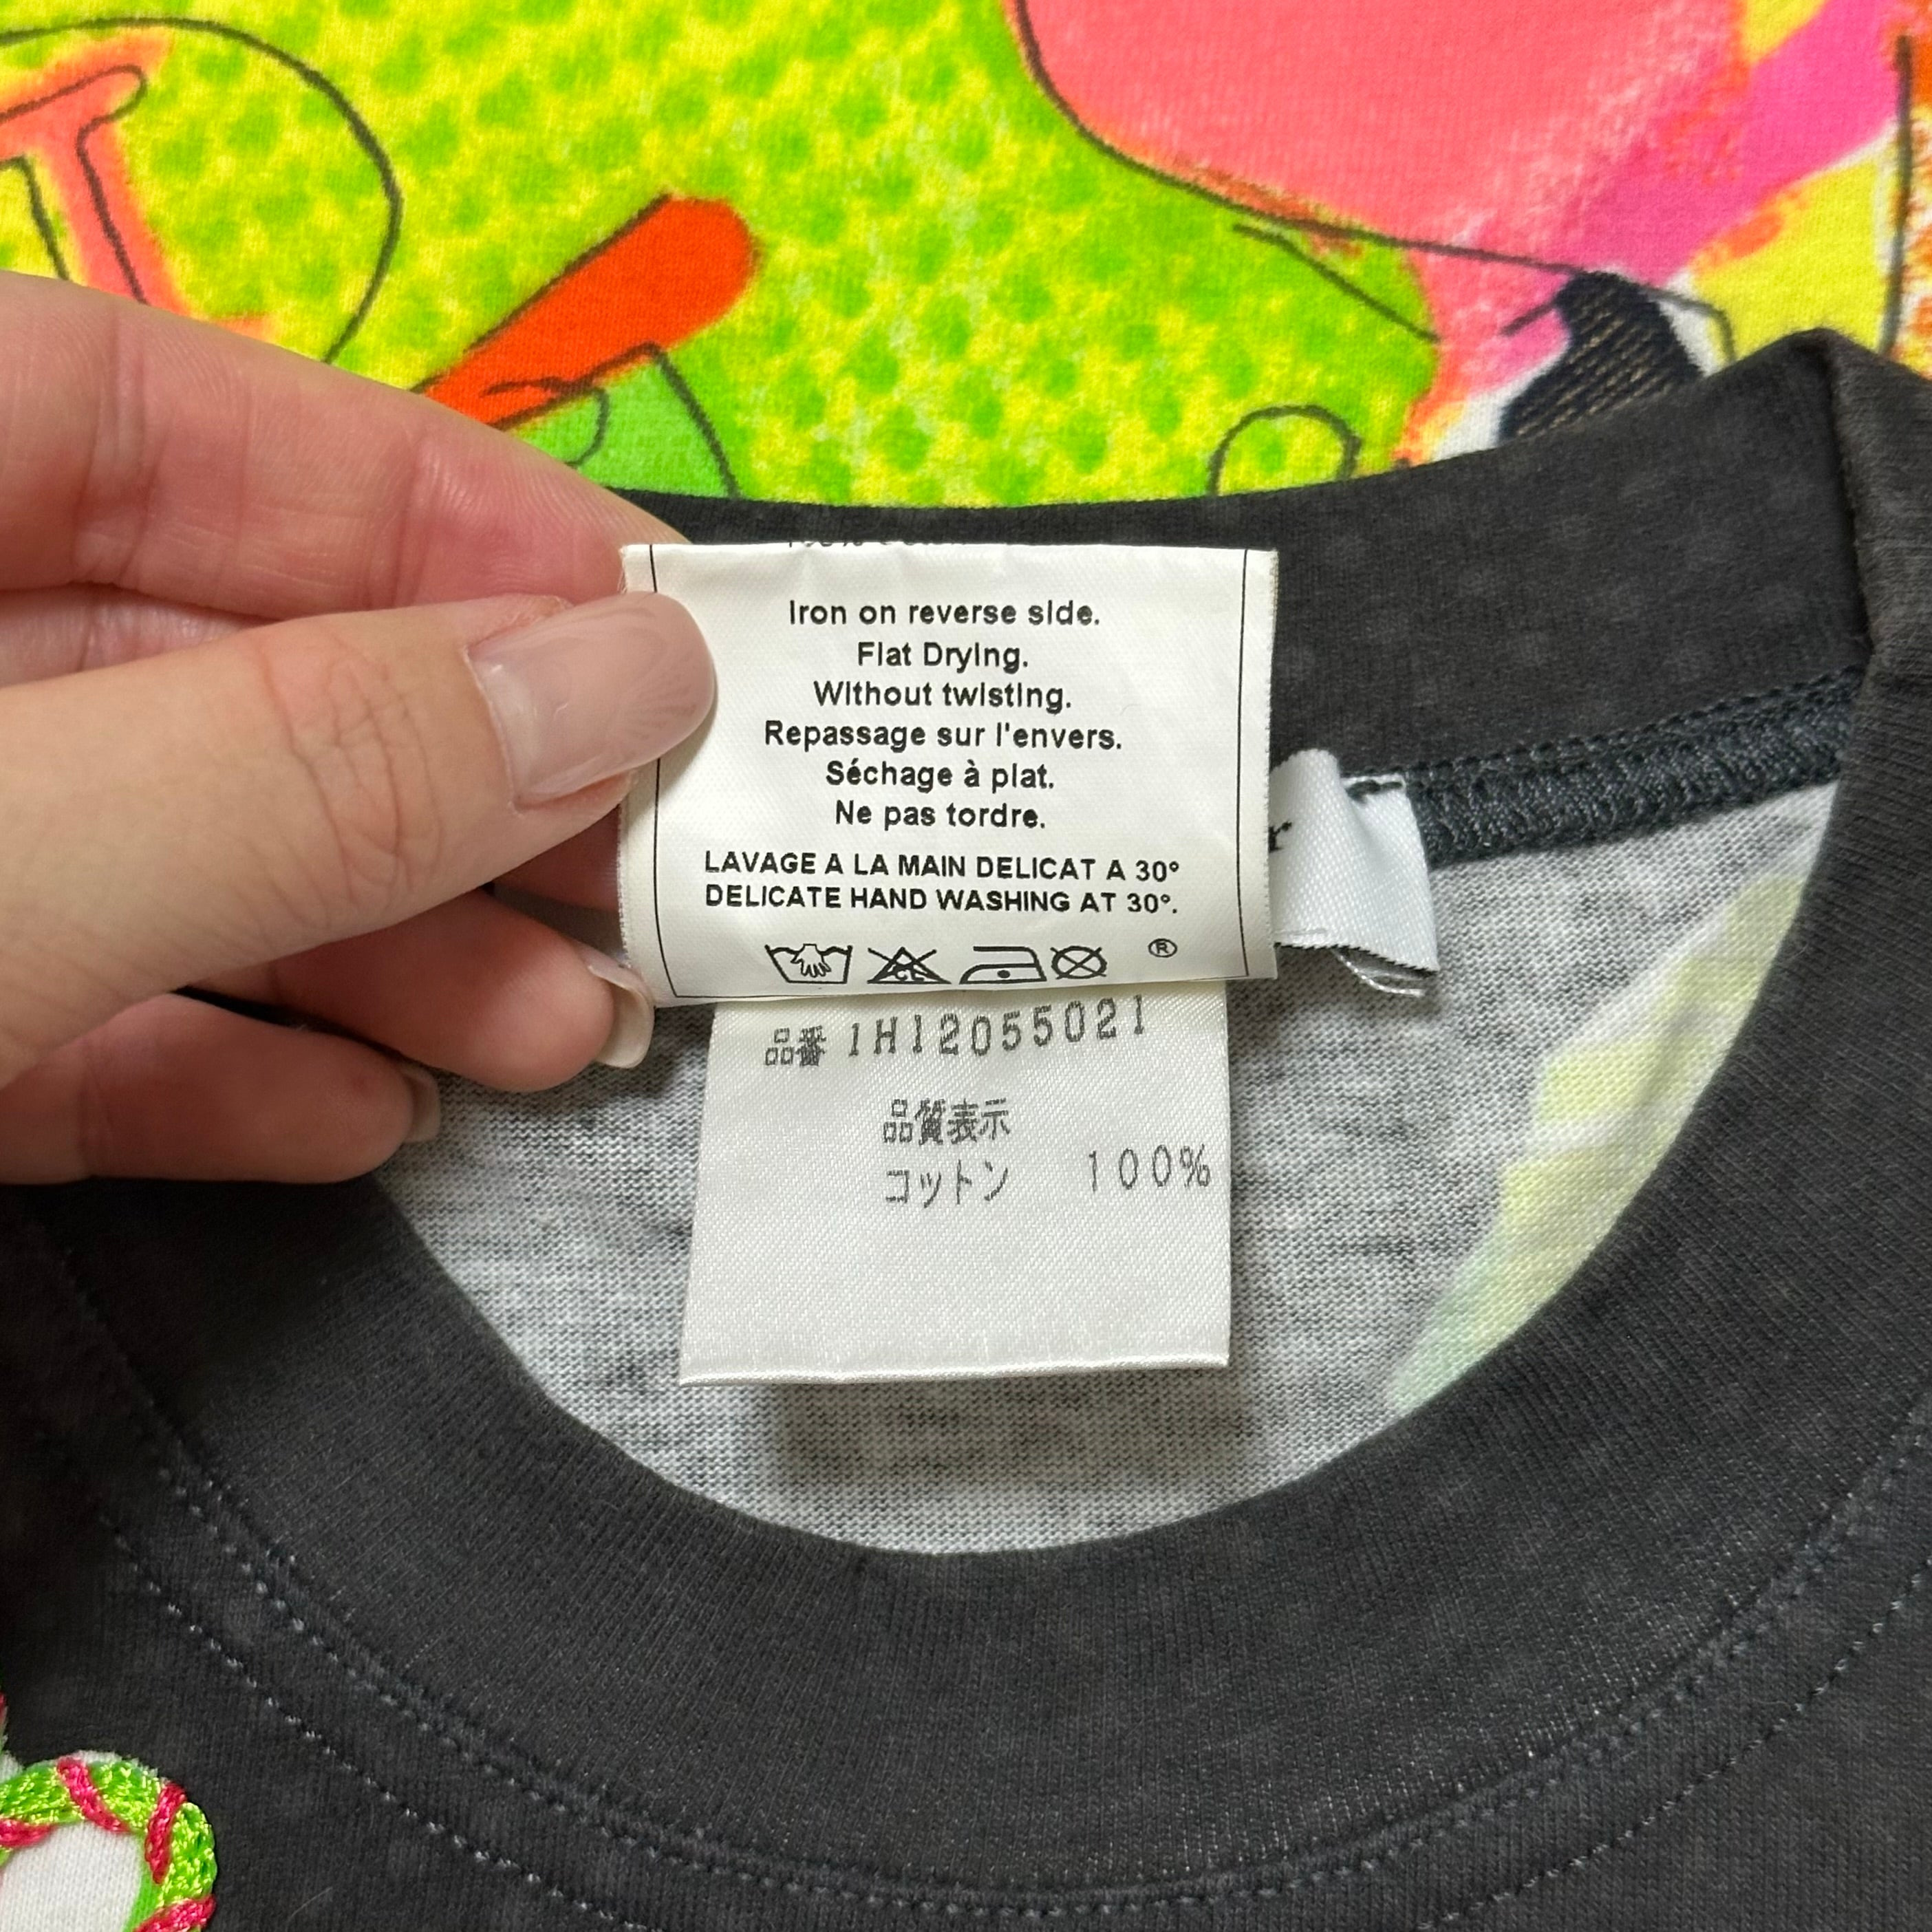 Iron on reverse side.
Flat Drying.
Without twisting.
Repassage sur l'envers.
Séchage à plat.
Ne pas tordre.
LAVAGE A LA MAIN DELICAT A 30°
DELICATE HAND WASHING AT 30°.
CL
®
品番 1H12055021
品質表示
コットン 100%